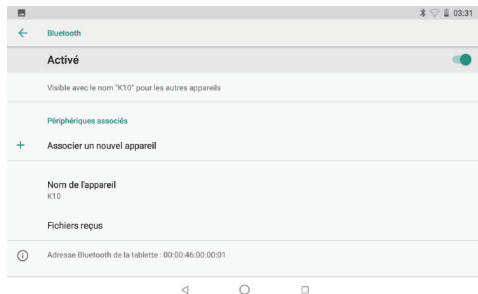 03:31
Bluetooth
Activé
Visible avec le nom "K10" pour les autres appareils
Périphériques associés
+ Associer un nouvel appareil
Nom de l'appareil
K10
Fichiers reçus
Adresse Bluetooth de la tablette : 00:00:46:00:00:01